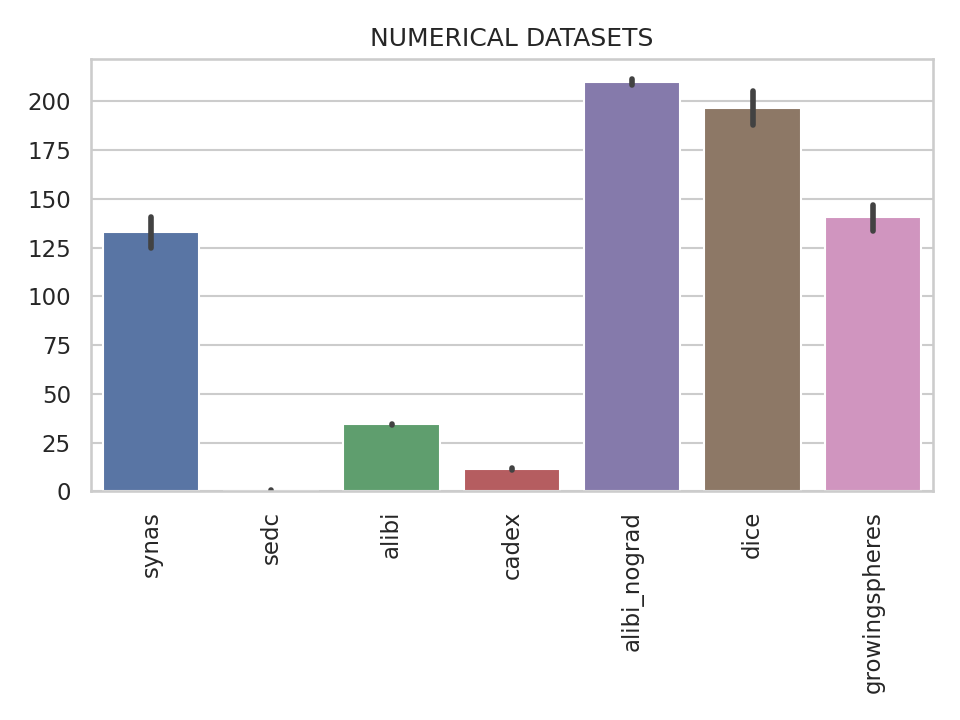 NUMERICAL DATASETS
200
175
150
125
100
75
50
25
0
synas
sedc
alibi
cadex
alibi_nograd
dice
growingspheres